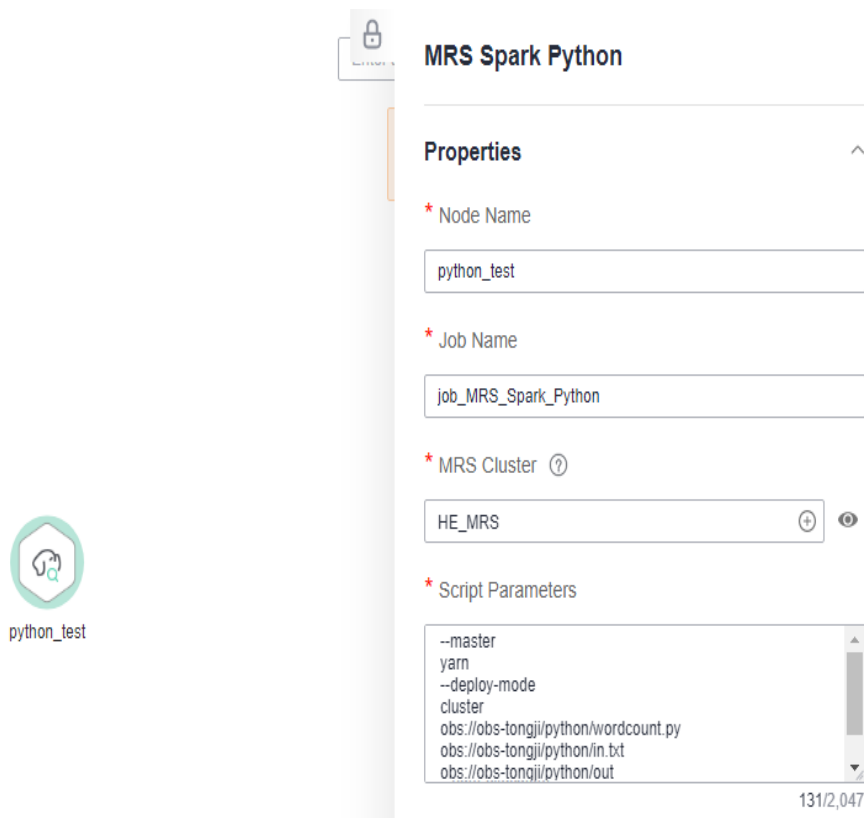 MRS Spark Python
Properties
* Node Name
python_test
* Job Name
job_MRS_Spark_Python
* MRS Cluster ?
HE_MRS
* Script Parameters
--master
yarn
--deploy-mode
cluster
obs://obs-tongji/python/wordcount.py
obs://obs-tongji/python/in.txt
obs://obs-tongji/python/out
131/2,047
python_test